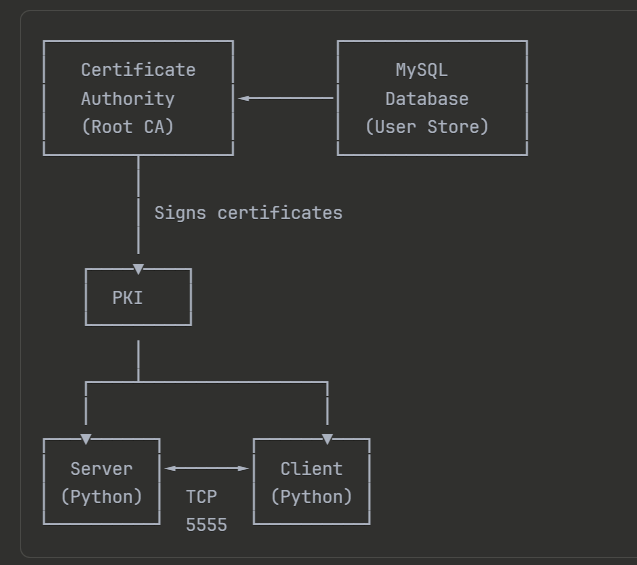 Certificate
Authority
(Root CA)
MySQL
Database
(User Store)
Signs certificates
PKI
Server
(Python)
TCP
5555
Client
(Python)